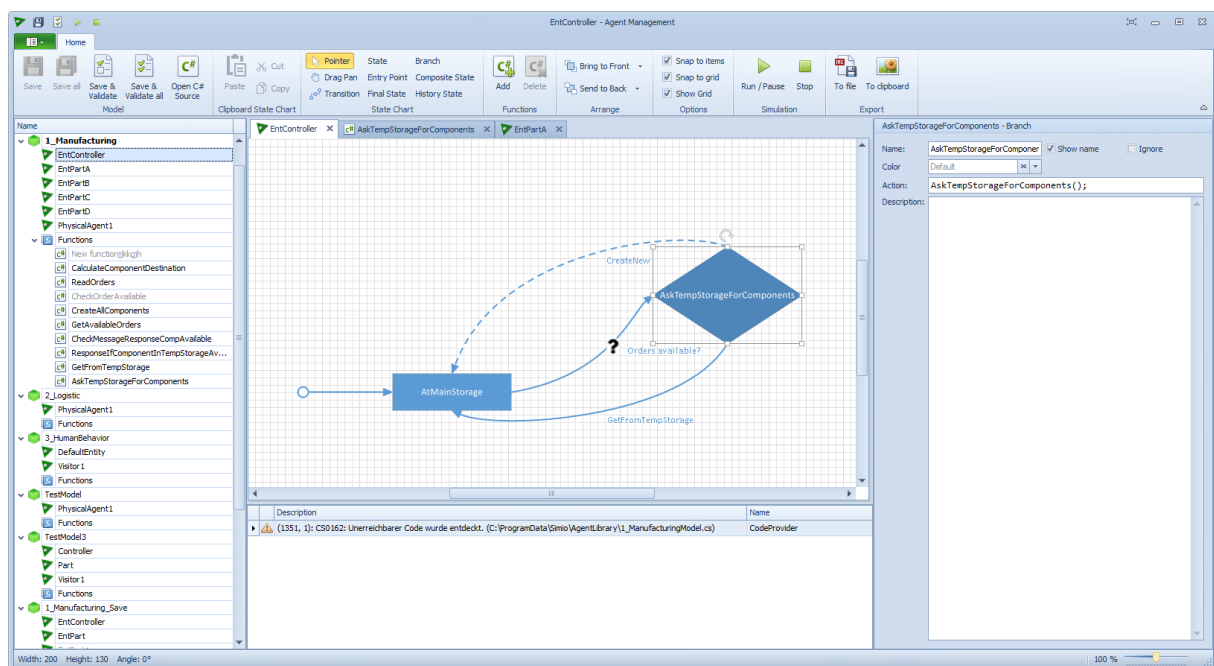 EntController - Agent Management
Home
Save
Save all
Save & Validate
Save & Validate all
Open C# Source
Model
Paste
Cut
Copy
Clipboard State Chart
Pointer
State
Branch
Drag Pan
Entry Point
Composite State
Transition
Final State
History State
State Chart
C#
Add
Delete
Functions
Bring to Front
Send to Back
Arrange
Snap to items
Snap to grid
Show Grid
Options
Run / Pause
Stop
Simulation
To file
To clipboard
Export
Name
1_Manufacturing
EntController
EntPartA
EntPartB
EntPartC
EntPartD
PhysicalAgent1
Functions
New functiongjkkgjh
CalculateComponentDestination
ReadOrders
CheckOrderAvailable
CreateAllComponents
GetAvailableOrders
CheckMessageResponseCompAvailable
ResponseIfComponentInTempStorageAv...
GetFromTempStorage
AskTempStorageForComponents
2_Logistic
PhysicalAgent1
Functions
3_HumanBehavior
DefaultEntity
Visitor1
Functions
TestModel
PhysicalAgent1
Functions
TestModel3
Controller
Part
Visitor1
Functions
1_Manufacturing_Save
EntController
EntPart
EntController
AskTempStorageForComponents
EntPartA
CreateNew
AskTempStorageForComponents
?
Orders available?
AtMainStorage
GetFromTempStorage
Description
Name
(1351, 1): CS0162: Unerreichbarer Code wurde entdeckt. (C:\ProgramData\Simio\AgentLibrary\1_ManufacturingModel.cs)
CodeProvider
AskTempStorageForComponents - Branch
Name:
AskTempStorageForComponer
Show name
Ignore
Color
Default
Action:
AskTempStorageForComponents();
Description:
Width: 200 Height: 130 Angle: 0°
100 %